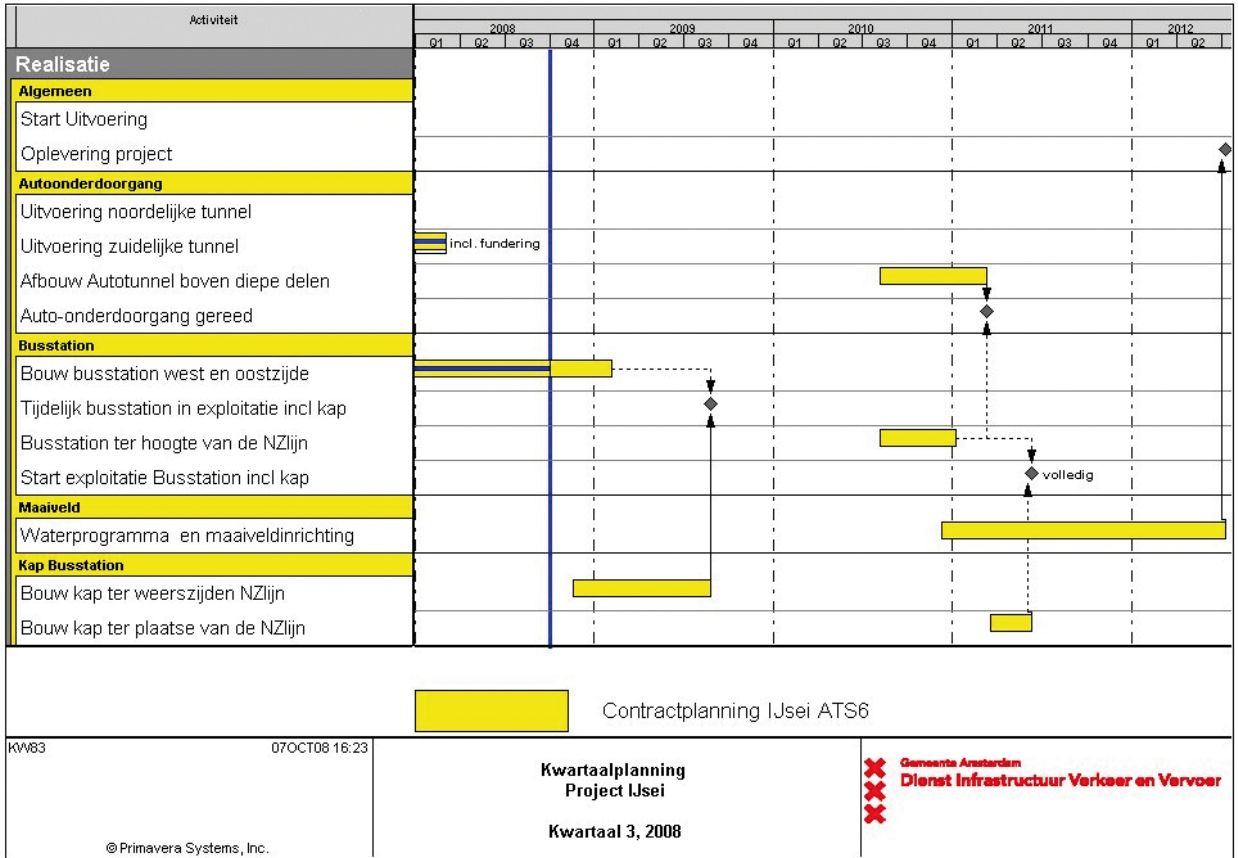 Activiteit
2008 2009 2010 2011 2012
Q1 Q2 Q3 Q4 Q1 Q2 Q3 Q4 Q1 Q2 Q3 Q4 Q1 Q2 Q3 Q4 Q1 Q2
Realisatie
Algemeen
Start Uitvoering
Oplevering project
Autoonderdoorgang
Uitvoering noordelijke tunnel
Uitvoering zuidelijke tunnel
incl. fundering
Afbouw Autotunnel boven diepe delen
Auto-onderdoorgang gereed
Busstation
Bouw busstation west en oostzijde
Tijdelijk busstation in exploitatie incl kap
Busstation ter hoogte van de NZlijn
Start exploitatie Busstation incl kap
volledig
Maaiveld
Waterprogramma en maaiveldinrichting
Kap Busstation
Bouw kap ter weerszijden NZlijn
Bouw kap ter plaatse van de NZlijn
Contractplanning IJsei ATS6
KW83
07OCT08 16:23
© Primavera Systems, Inc.
Kwartaalplanning
Project IJsei
Kwartaal 3, 2008
Gemeente Amsterdam
Dienst Infrastructuur Verkeer en Vervoer